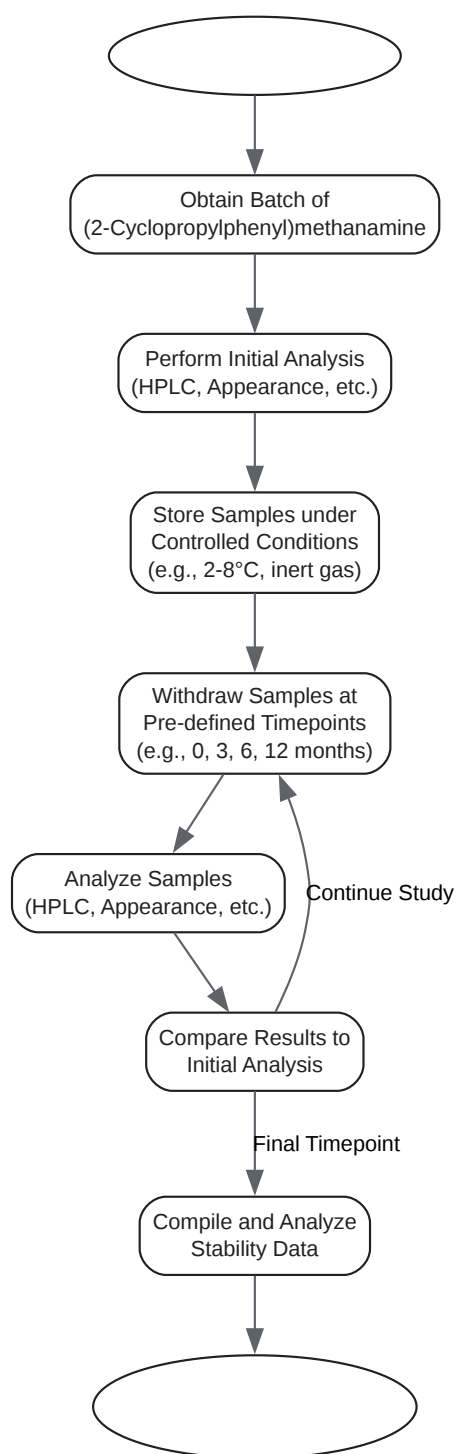 Obtain Batch of
(2-Cyclopropylphenyl)methanamine
Perform Initial Analysis
(HPLC, Appearance, etc.)
Store Samples under
Controlled Conditions
(e.g., 2-8°C, inert gas)
Withdraw Samples at
Pre-defined Timepoints
(e.g., 0, 3, 6, 12 months)
Analyze Samples
(HPLC, Appearance, etc.)
Continue Study
Compare Results to
Initial Analysis
Final Timepoint
Compile and Analyze
Stability Data